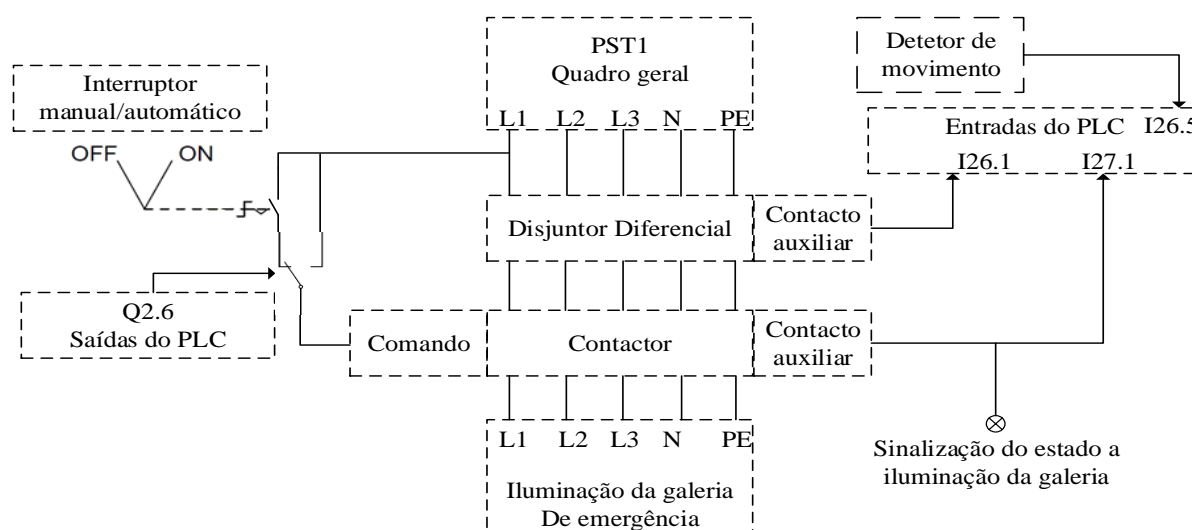 PST1
Quadro geral
L1 L2 L3 N PE
Detetor de
movimento
Interruptor
manual/automático
OFF ON
Entradas do PLC I26.5
I26.1 I27.1
Disjuntor Diferencial
Contacto
auxiliar
Q2.6
Saídas do PLC
Comando
Contactor
Contacto
auxiliar
L1 L2 L3 N PE
Iluminação da galeria
De emergência
Sinalização do estado a
iluminação da galeria